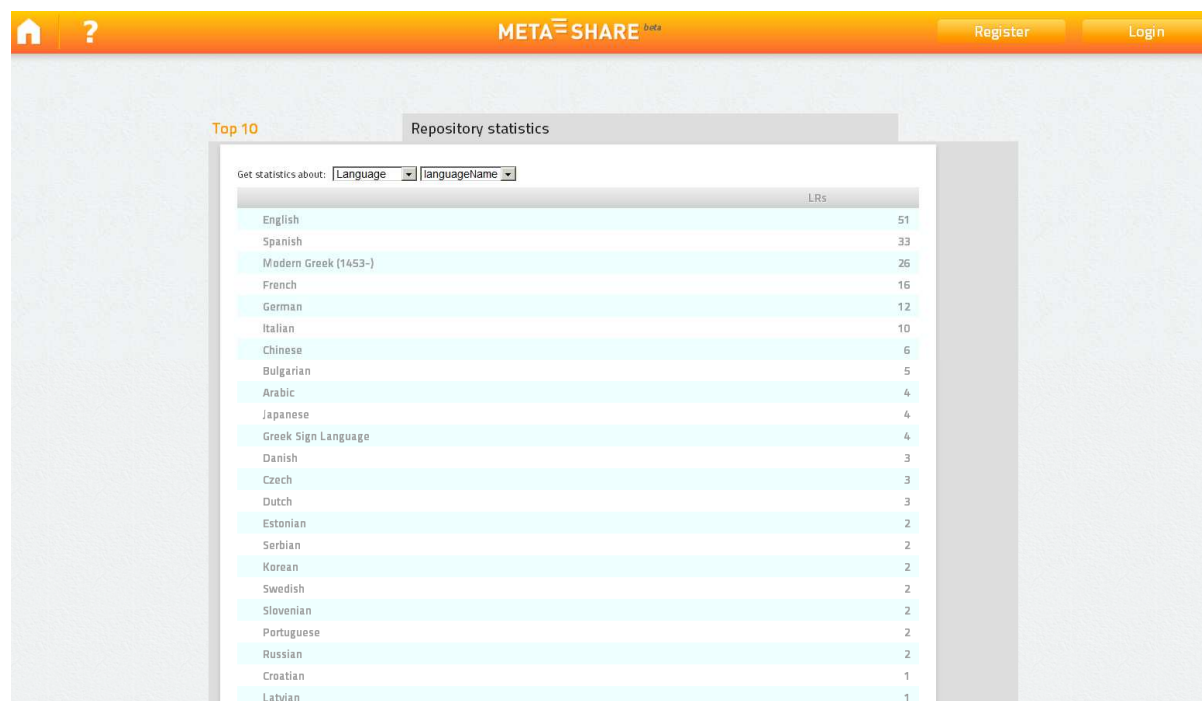 ? META SHARE beta Register Login
Top 10 Repository statistics
Get statistics about: Language languageName
LRs
English 51
Spanish 33
Modern Greek (1453-) 26
French 16
German 12
Italian 10
Chinese 6
Bulgarian 5
Arabic 4
Japanese 4
Greek Sign Language 4
Danish 3
Czech 3
Dutch 3
Estonian 2
Serbian 2
Korean 2
Swedish 2
Slovenian 2
Portuguese 2
Russian 2
Croatian 1
Latvian 1